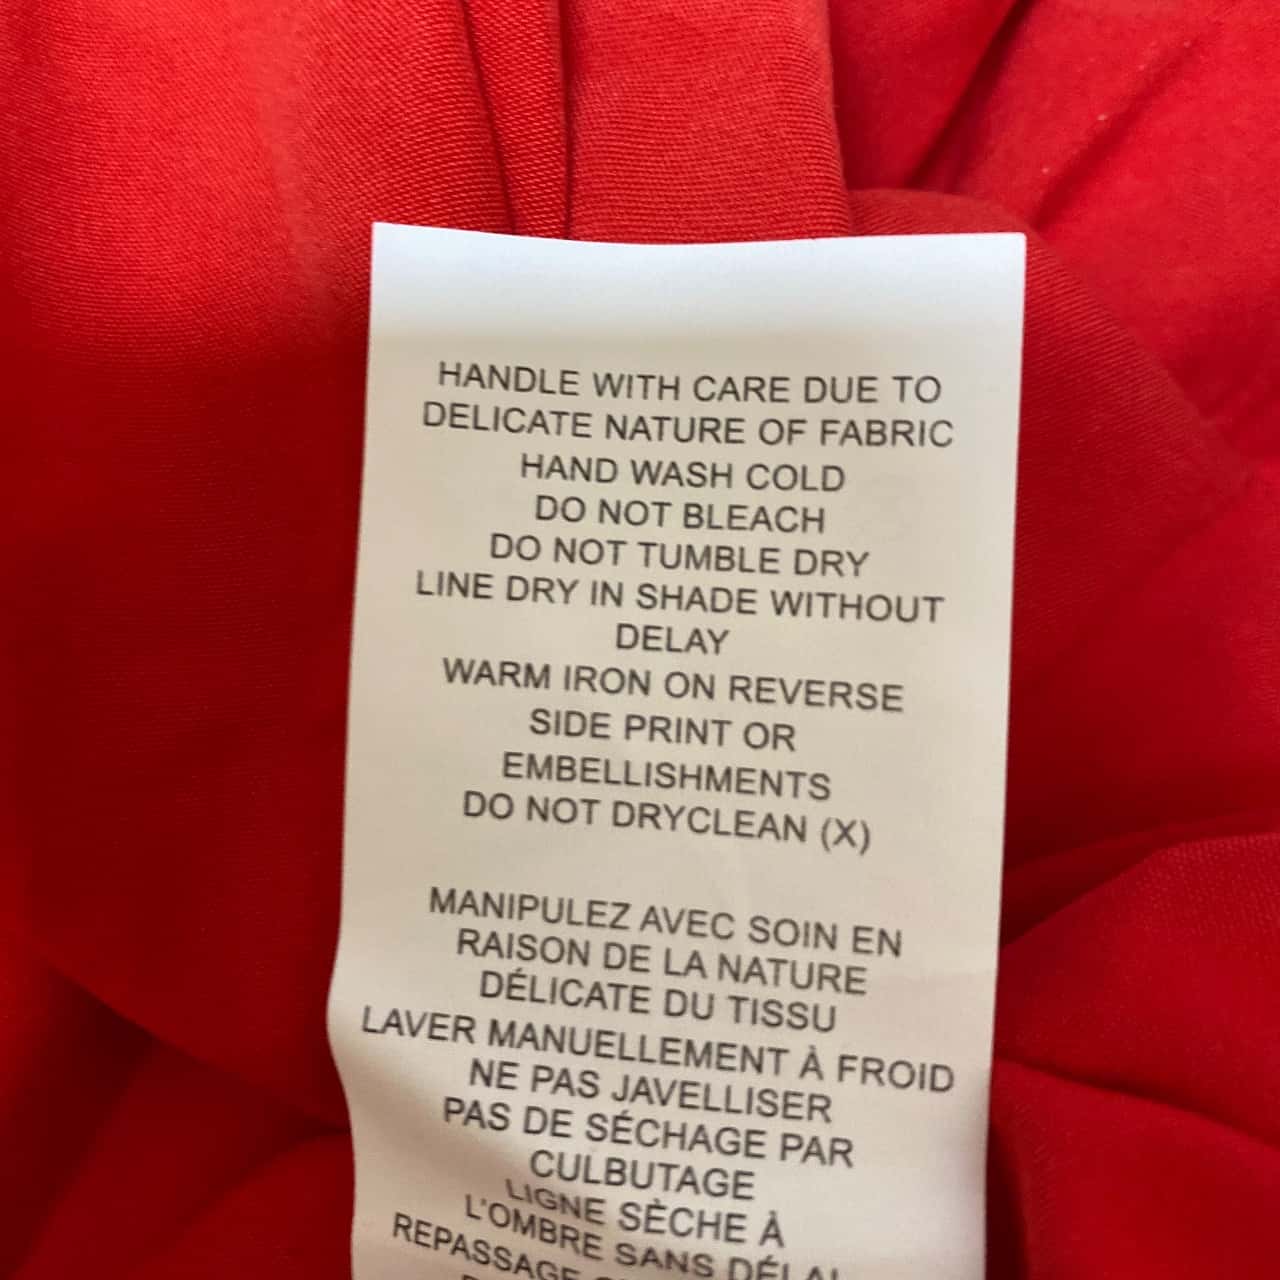 HANDLE WITH CARE DUE TO
DELICATE NATURE OF FABRIC
HAND WASH COLD
DO NOT BLEACH
DO NOT TUMBLE DRY
LINE DRY IN SHADE WITHOUT
DELAY
WARM IRON ON REVERSE
SIDE PRINT OR
EMBELLISHMENTS
DO NOT DRYCLEAN (X)
MANIPULEZ AVEC SOIN EN
RAISON DE LA NATURE
DÉLICATE DU TISSU
LAVER MANUELLEMENT À FROID
NE PAS JAVELLISER
PAS DE SÉCHAGE PAR
CULBUTAGE
LIGNE SÈCHE À
L'OMBRE SANS DÉLAI
REPASSAGE